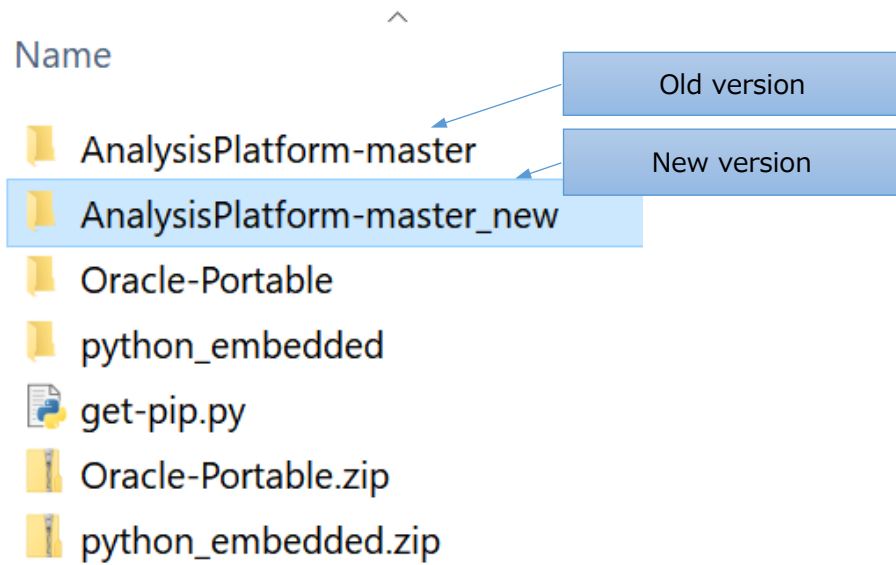 Name
Old version
AnalysisPlatform-master
New version
AnalysisPlatform-master_new
Oracle-Portable
python_embedded
get-pip.py
Oracle-Portable.zip
python_embedded.zip